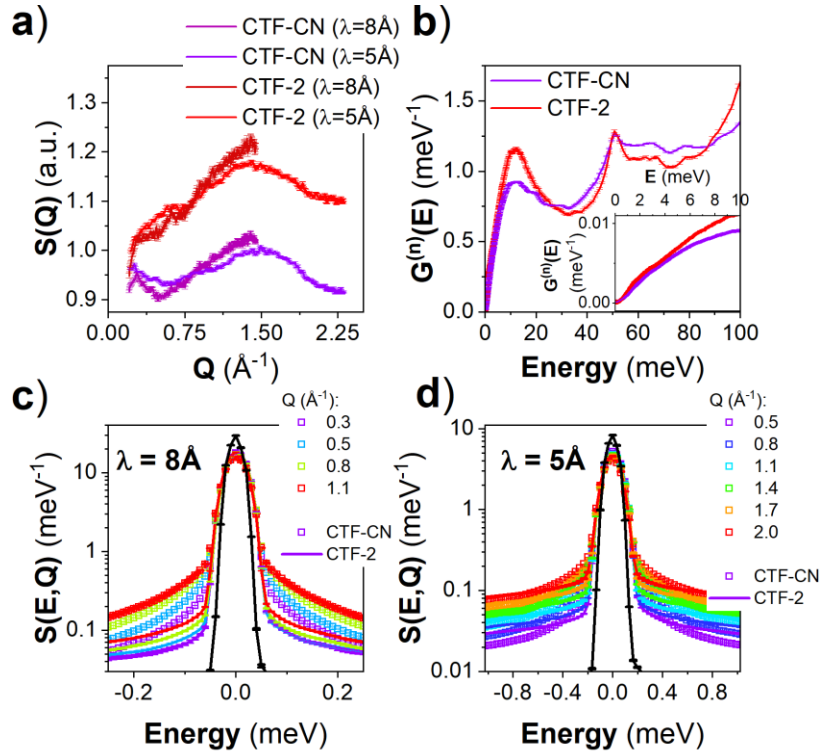 a)
CTF-CN (λ=8Å)
CTF-CN (λ=5Å)
CTF-2 (λ=8Å)
CTF-2 (λ=5Å)
S(Q) (a.u.)
1.3
1.2
1.1
1.0
0.9
0.00 0.75 1.50 2.25
Q (Å⁻¹)
b)
CTF-CN
CTF-2
G⁽ⁿ⁾(E) (meV⁻¹)
1.5
1.25
1.0
0.75
0.5
0.25
0.0
0 20 40 60 80 100
Energy (meV)
0 2 4 6 8 10
E (meV)
G⁽ⁿ⁾(E)
(meV⁻¹)
0.01
0.00
c)
λ = 8Å
Q (Å⁻¹):
0.3
0.5
0.8
1.1
CTF-CN
CTF-2
S(E,Q) (meV⁻¹)
10
1
0.1
-0.2 0.0 0.2
Energy (meV)
d)
λ = 5Å
Q (Å⁻¹):
0.5
0.8
1.1
1.4
1.7
2.0
CTF-CN
CTF-2
S(E,Q) (meV⁻¹)
10
1
0.1
0.01
-0.8 -0.4 0.0 0.4 0.8
Energy (meV)